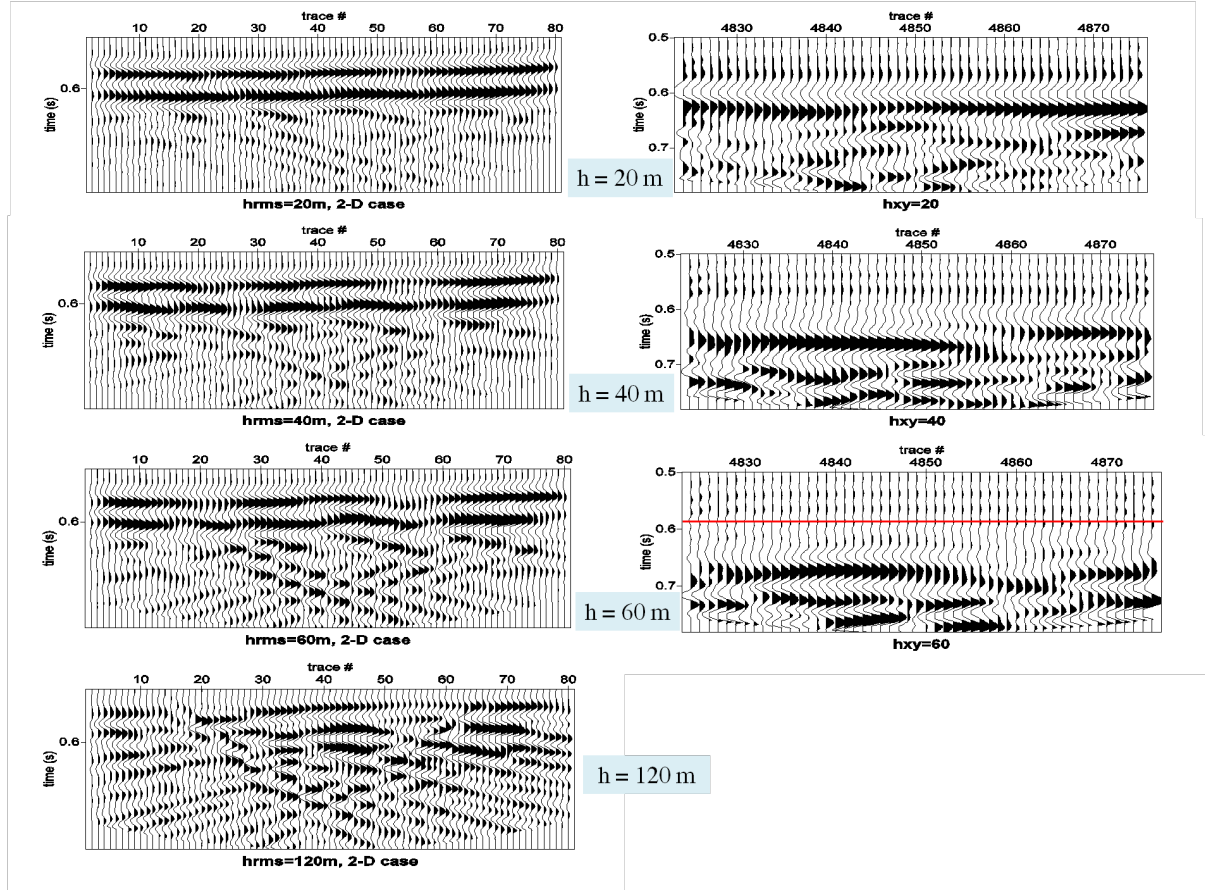 trace #
10 20 30 40 50 60 70 80
0.6
time (s)
hrms=20m, 2-D case
trace #
4830 4840 4850 4860 4870
0.5
0.6
0.7
time (s)
hxy=20
h = 20 m
trace #
10 20 30 40 50 60 70 80
0.6
time (s)
hrms=40m, 2-D case
trace #
4830 4840 4850 4860 4870
0.5
0.6
0.7
time (s)
hxy=40
h = 40 m
trace #
10 20 30 40 50 60 70 80
0.6
time (s)
hrms=60m, 2-D case
trace #
4830 4840 4850 4860 4870
0.5
0.6
0.7
time (s)
hxy=60
h = 60 m
trace #
10 20 30 40 50 60 70 80
0.6
time (s)
hrms=120m, 2-D case
h = 120 m